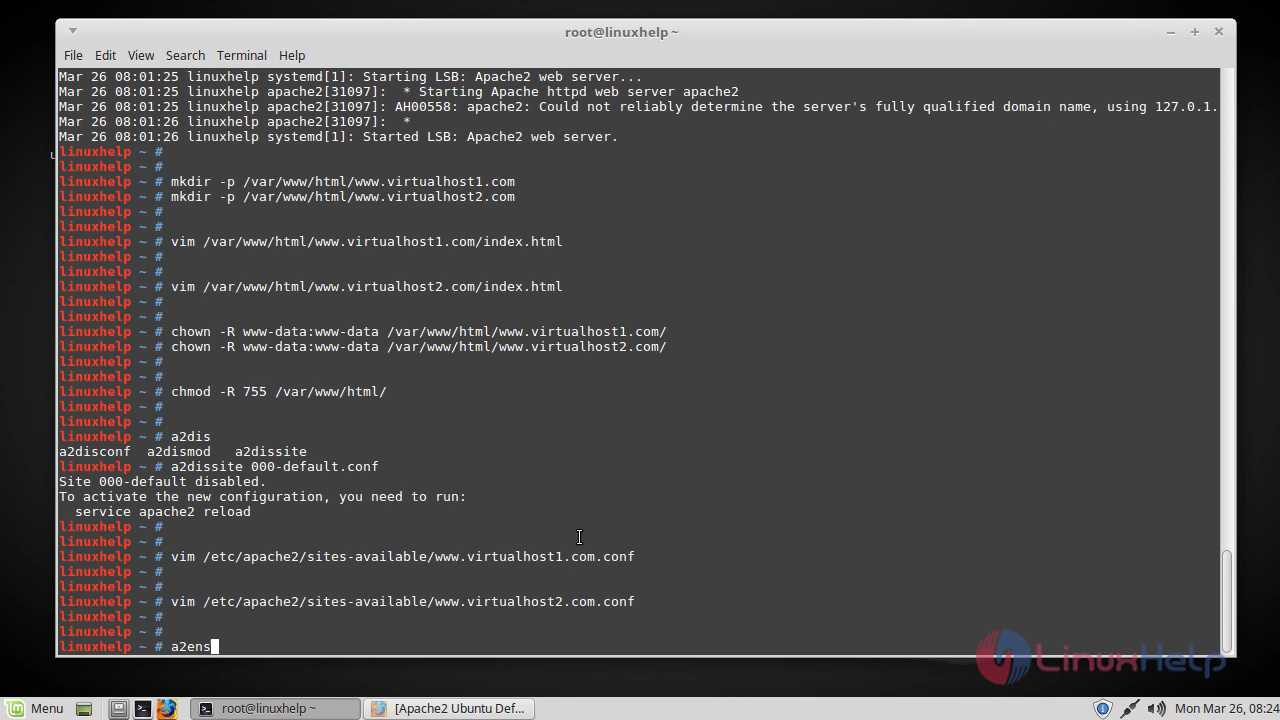 root@linuxhelp ~
File Edit View Search Terminal Help
Mar 26 08:01:25 linuxhelp systemd[1]: Starting LSB: Apache2 web server...
Mar 26 08:01:25 linuxhelp apache2[31097]:  * Starting Apache httpd web server apache2
Mar 26 08:01:26 linuxhelp apache2[31097]: AH00558: apache2: Could not reliably determine the server's fully qualified domain name, using 127.0.1.
Mar 26 08:01:26 linuxhelp apache2[31097]:  *
Mar 26 08:01:26 linuxhelp systemd[1]: Started LSB: Apache2 web server.
linuxhelp ~ #
linuxhelp ~ #
linuxhelp ~ # mkdir -p /var/www/html/www.virtualhost1.com
linuxhelp ~ # mkdir -p /var/www/html/www.virtualhost2.com
linuxhelp ~ #
linuxhelp ~ #
linuxhelp ~ # vim /var/www/html/www.virtualhost1.com/index.html
linuxhelp ~ #
linuxhelp ~ #
linuxhelp ~ # vim /var/www/html/www.virtualhost2.com/index.html
linuxhelp ~ #
linuxhelp ~ #
linuxhelp ~ # chown -R www-data:www-data /var/www/html/www.virtualhost1.com/
linuxhelp ~ # chown -R www-data:www-data /var/www/html/www.virtualhost2.com/
linuxhelp ~ #
linuxhelp ~ #
linuxhelp ~ # chmod -R 755 /var/www/html/
linuxhelp ~ #
linuxhelp ~ #
linuxhelp ~ # a2dis
a2disconf  a2dismod   a2dissite
linuxhelp ~ # a2dissite 000-default.conf
Site 000-default disabled.
To activate the new configuration, you need to run:
  service apache2 reload
linuxhelp ~ #
linuxhelp ~ #
linuxhelp ~ # vim /etc/apache2/sites-available/www.virtualhost1.com.conf
linuxhelp ~ #
linuxhelp ~ #
linuxhelp ~ # vim /etc/apache2/sites-available/www.virtualhost2.com.conf
linuxhelp ~ #
linuxhelp ~ #
linuxhelp ~ # a2ens
LinuxHelp
Menu root@linuxhelp ~ [Apache2 Ubuntu Def... Mon Mar 26, 08:24